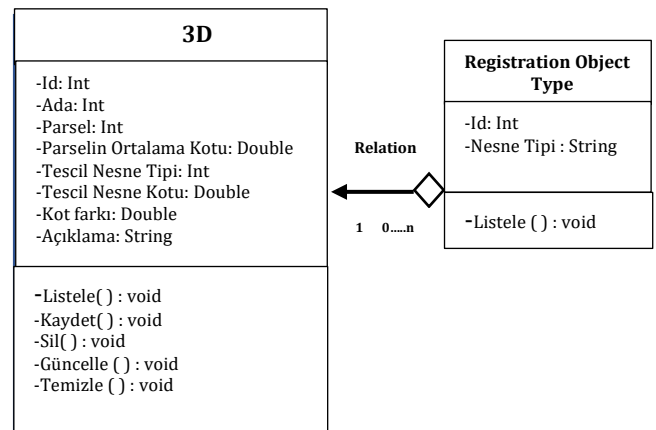 3D
-Id: Int
-Ada: Int
-Parsel: Int
-Parselin Ortalama Kotu: Double
-Tescil Nesne Tipi: Int
-Tescil Nesne Kotu: Double
-Kot farkı: Double
-Açıklama: String
-Listele( ) : void
-Kaydet( ) : void
-Sil( ) : void
-Güncelle ( ) : void
-Temizle ( ) : void
Relation
1 0.....n
Registration Object
Type
-Id: Int
-Nesne Tipi : String
-Listele ( ) : void